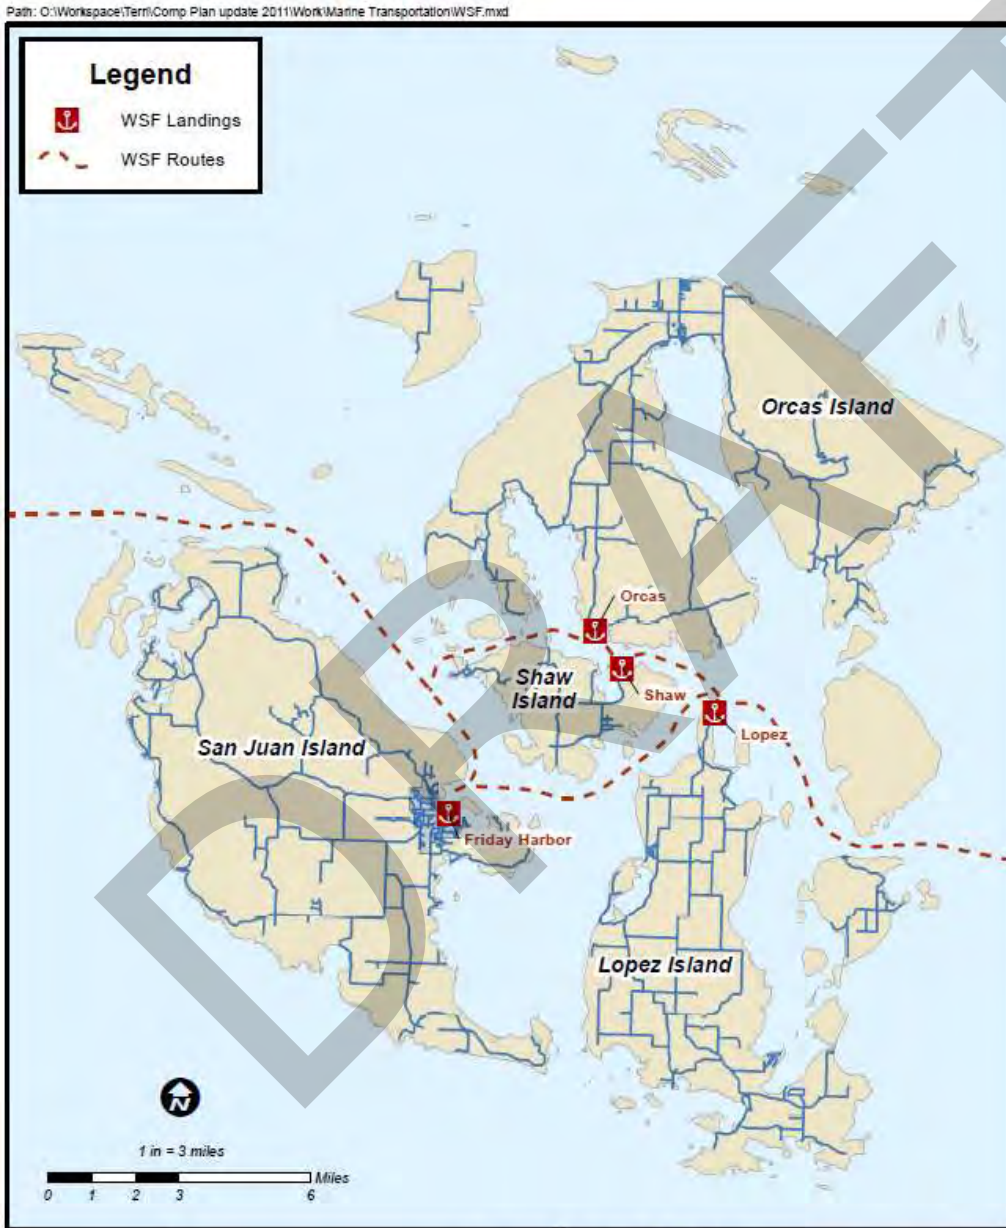 Path: O:\Workspace\Terri\Comp Plan update 2011\Work\Marine Transportation\WSF.mxd
Legend
WSF Landings
WSF Routes
Orcas Island
Orcas
Shaw
Island
Shaw
Lopez
San Juan Island
Friday Harbor
Lopez Island
N
1 in = 3 miles
Miles
0 1 2 3 6
DRAFT